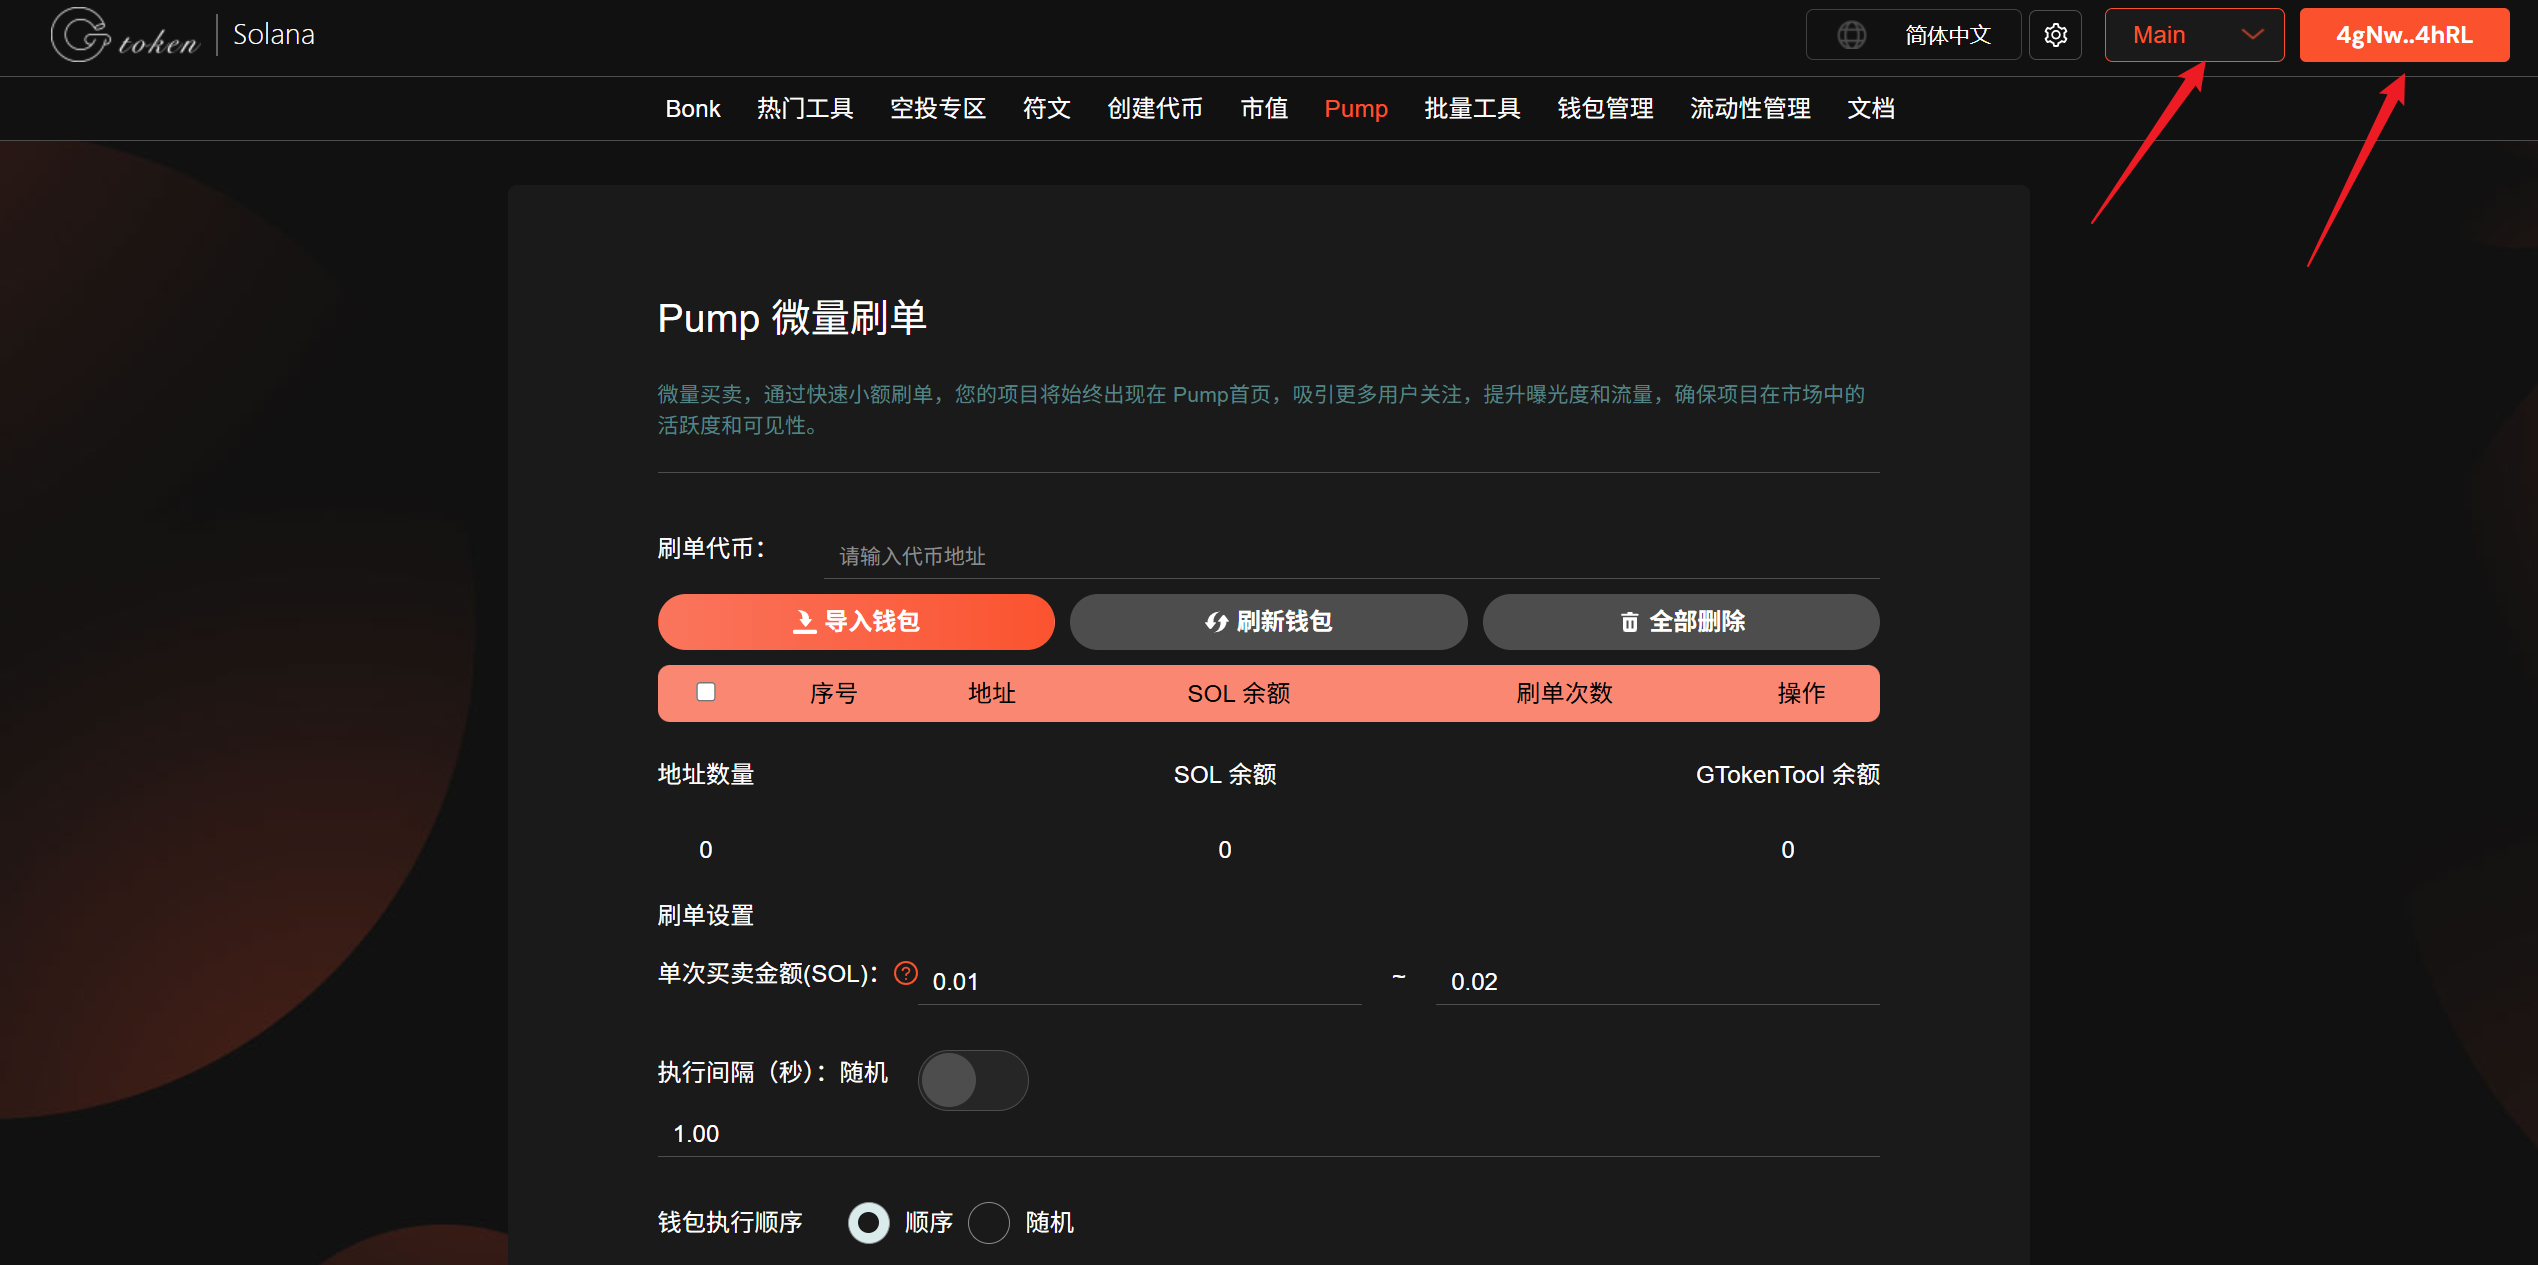 Gtoken | Solana
简体中文
Main
4gNw..4hRL
Bonk 热门工具 空投专区 符文 创建代币 市值 Pump 批量工具 钱包管理 流动性管理 文档
Pump 微量刷单
微量买卖，通过快速小额刷单，您的项目将始终出现在 Pump首页，吸引更多用户关注，提升曝光度和流量，确保项目在市场中的
活跃度和可见性。
刷单代币：
请输入代币地址
导入钱包 刷新钱包 全部删除
序号 地址 SOL 余额 刷单次数 操作
地址数量 SOL 余额 GTokenTool 余额
0 0 0
刷单设置
单次买卖金额(SOL)： ? 0.01 ~ 0.02
执行间隔（秒）：随机
1.00
钱包执行顺序 顺序 随机